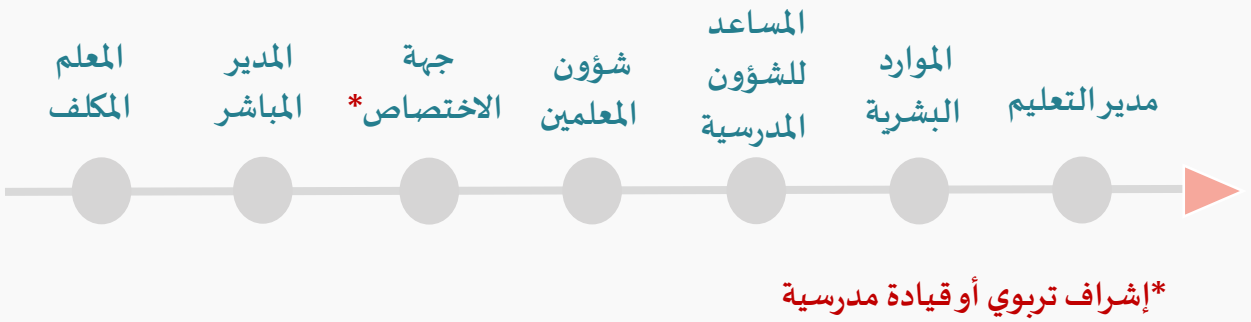 المعلم
المكلف
المدير
المباشر
جهة
الاختصاص*
شؤون
المعلمين
المساعد
للشؤون
المدرسية
الموارد
البشرية
مدير التعليم
*إشراف تربوي أو قيادة مدرسية